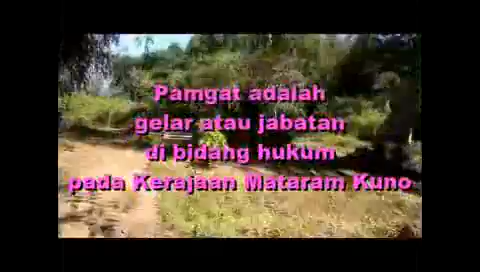 Pamgat adalah
gelar atau jabatan
di bidang hukum
pada Kerajaan Mataram Kuno